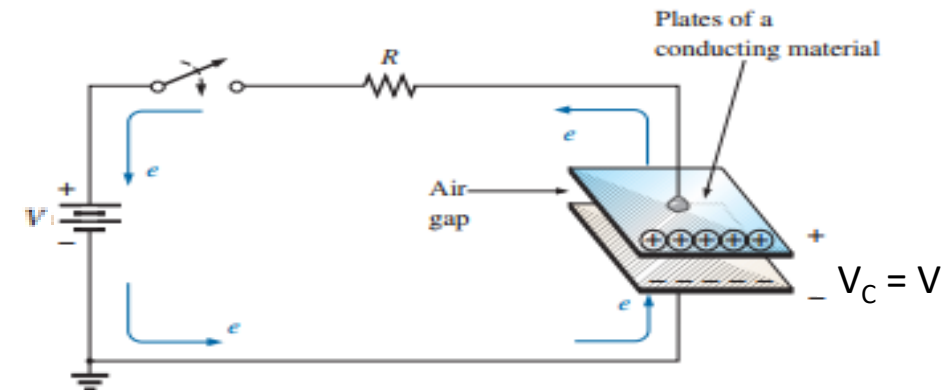 Plates of a
conducting material
R
e
e
Air
gap
+
V
−
+ + + + +
− − − − −
+
− V_C = V
e
e